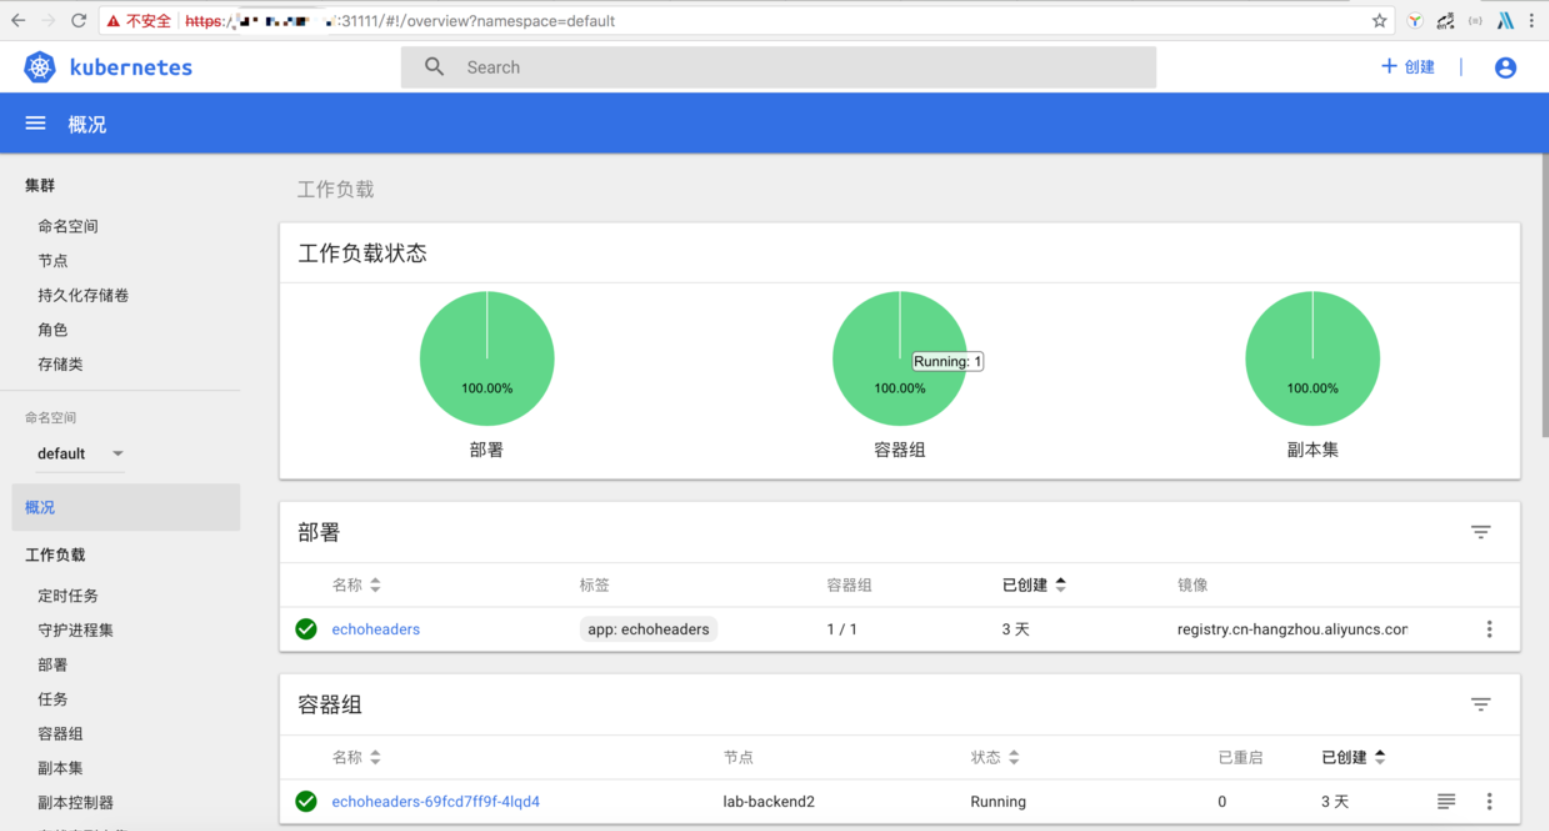 不安全 https:/ :31111/#!/overview?namespace=default
kubernetes
Search
创建
概况
集群
命名空间
节点
持久化存储卷
角色
存储类
命名空间
default
概况
工作负载
定时任务
守护进程集
部署
任务
容器组
副本集
副本控制器
工作负载
工作负载状态
100.00%
部署
Running: 1
100.00%
容器组
100.00%
副本集
部署
名称 标签 容器组 已创建 镜像
echoheaders app: echoheaders 1 / 1 3 天 registry.cn-hangzhou.aliyuncs.cor
容器组
名称 节点 状态 已重启 已创建
echoheaders-69fcd7ff9f-4lqd4 lab-backend2 Running 0 3 天